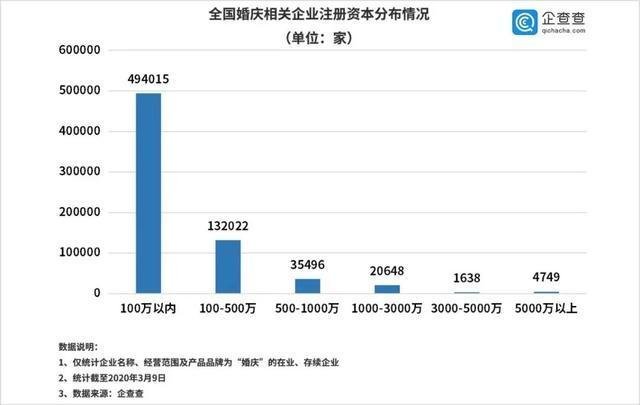 全国婚庆相关企业注册资本分布情况
（单位：家）
企查查
qichacha.com
600000
500000
400000
300000
200000
100000
0
494015
132022
35496
20648
1638
4749
100万以内
100-500万
500-1000万
1000-3000万
3000-5000万
5000万以上
数据说明：
1、仅统计企业名称、经营范围及产品品牌为“婚庆”的在业、存续企业
2、统计截至2020年3月9日
3、数据来源：企查查